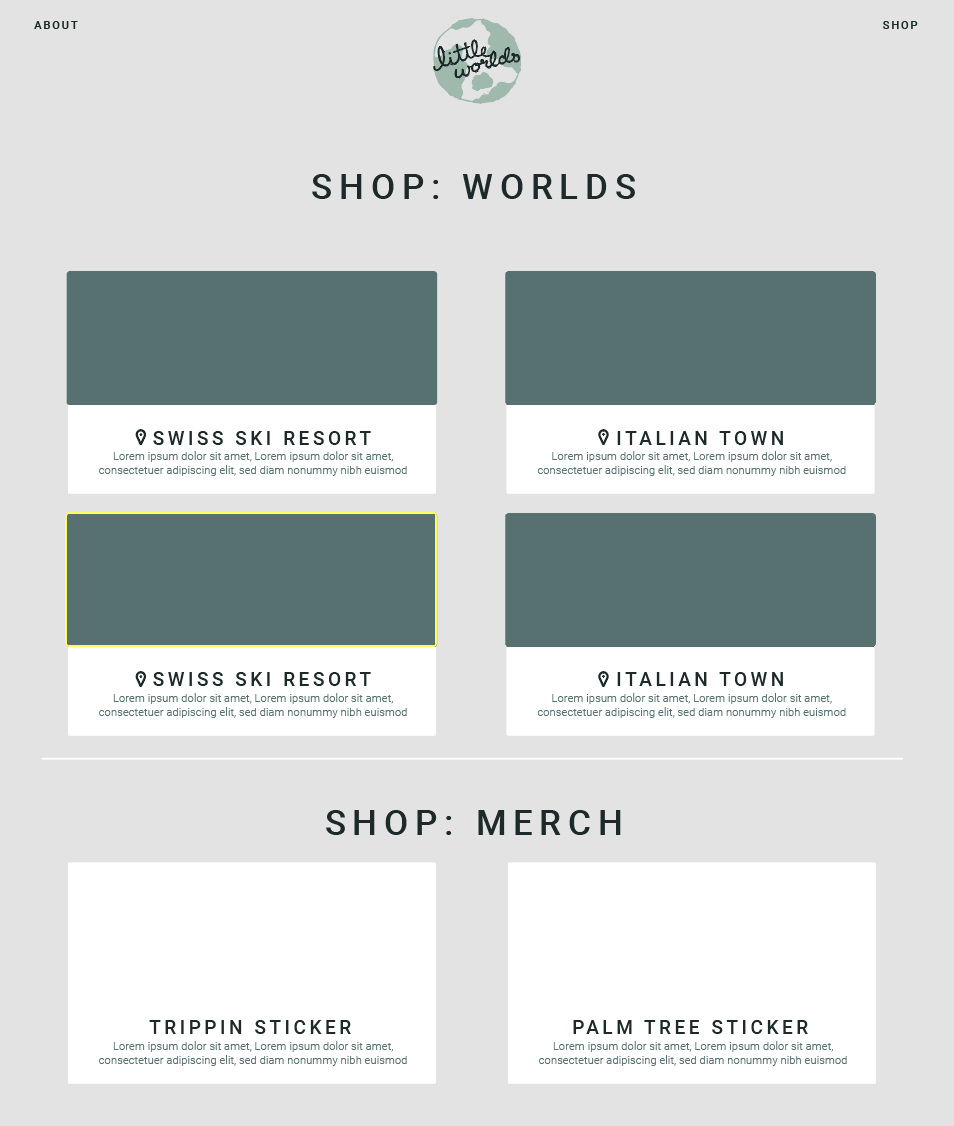 ABOUT
little
worlds
SHOP
SHOP: WORLDS
SWISS SKI RESORT
Lorem ipsum dolor sit amet, Lorem ipsum dolor sit amet,
consectetuer adipiscing elit, sed diam nonummy nibh euismod
ITALIAN TOWN
Lorem ipsum dolor sit amet, Lorem ipsum dolor sit amet,
consectetuer adipiscing elit, sed diam nonummy nibh euismod
SWISS SKI RESORT
Lorem ipsum dolor sit amet, Lorem ipsum dolor sit amet,
consectetuer adipiscing elit, sed diam nonummy nibh euismod
ITALIAN TOWN
Lorem ipsum dolor sit amet, Lorem ipsum dolor sit amet,
consectetuer adipiscing elit, sed diam nonummy nibh euismod
SHOP: MERCH
TRIPPIN STICKER
Lorem ipsum dolor sit amet, Lorem ipsum dolor sit amet,
consectetuer adipiscing elit, sed diam nonummy nibh euismod
PALM TREE STICKER
Lorem ipsum dolor sit amet, Lorem ipsum dolor sit amet,
consectetuer adipiscing elit, sed diam nonummy nibh euismod